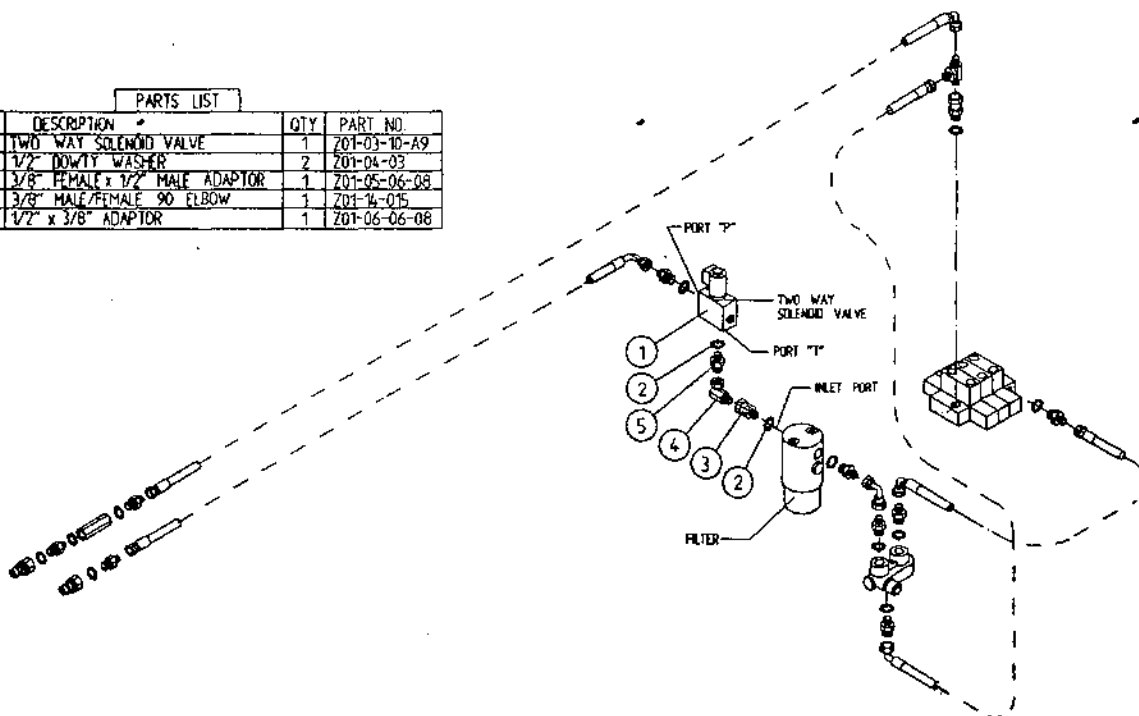 PARTS LIST
DESCRIPTION QTY PART NO.
TWO WAY SOLENOID VALVE 1 Z01-03-10-A9
1/2" DOWTY WASHER 2 Z01-04-03
3/8" FEMALE x 1/2" MALE ADAPTOR 1 Z01-05-06-08
3/8" MALE/FEMALE 90 ELBOW 1 Z01-14-015
1/2" x 3/8" ADAPTOR 1 Z01-06-06-08
PORT "P"
TWO WAY
SOLENOID VALVE
1
PORT "T"
2
INLET PORT
5
4
3
2
FILTER